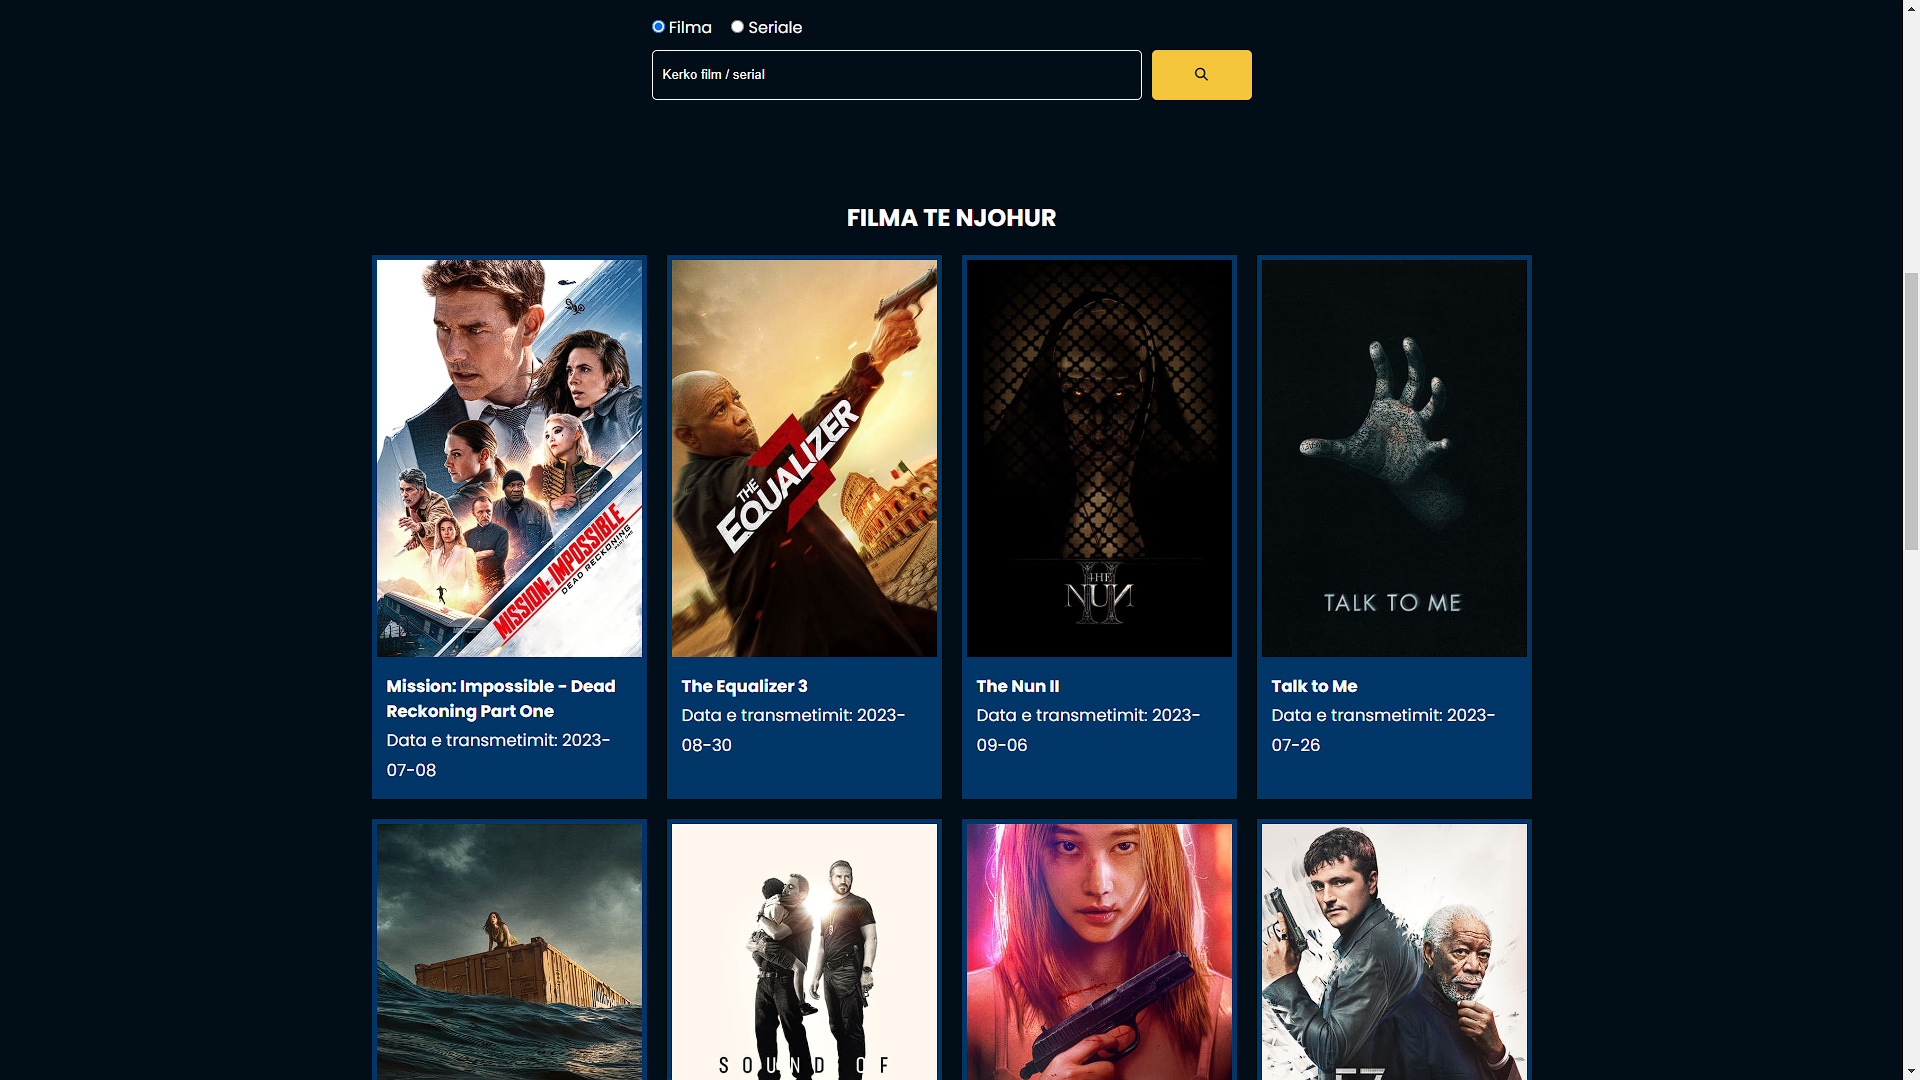 Filma
Seriale
Kerko film / serial
FILMA TE NJOHUR
MISSION: IMPOSSIBLE
DEAD RECKONING
PART ONE
THE
EQUALIZER
3
THE
NUN
II
TALK TO ME
Mission: Impossible - Dead
Reckoning Part One
Data e transmetimit: 2023-
07-08
The Equalizer 3
Data e transmetimit: 2023-
08-30
The Nun II
Data e transmetimit: 2023-
09-06
Talk to Me
Data e transmetimit: 2023-
07-26
SOUND OF